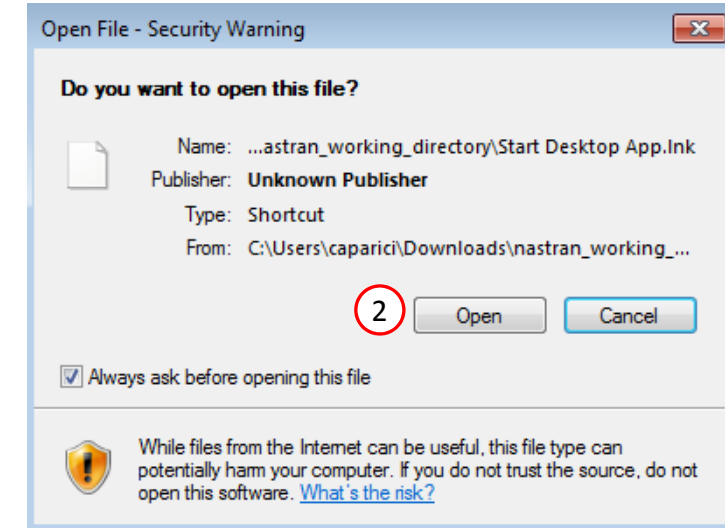 Open File - Security Warning
Do you want to open this file?
Name: ...astran_working_directory\Start Desktop App.lnk
Publisher: Unknown Publisher
Type: Shortcut
From: C:\Users\caparici\Downloads\nastran_working_...
2 Open Cancel
Always ask before opening this file
While files from the Internet can be useful, this file type can
potentially harm your computer. If you do not trust the source, do not
open this software. What's the risk?